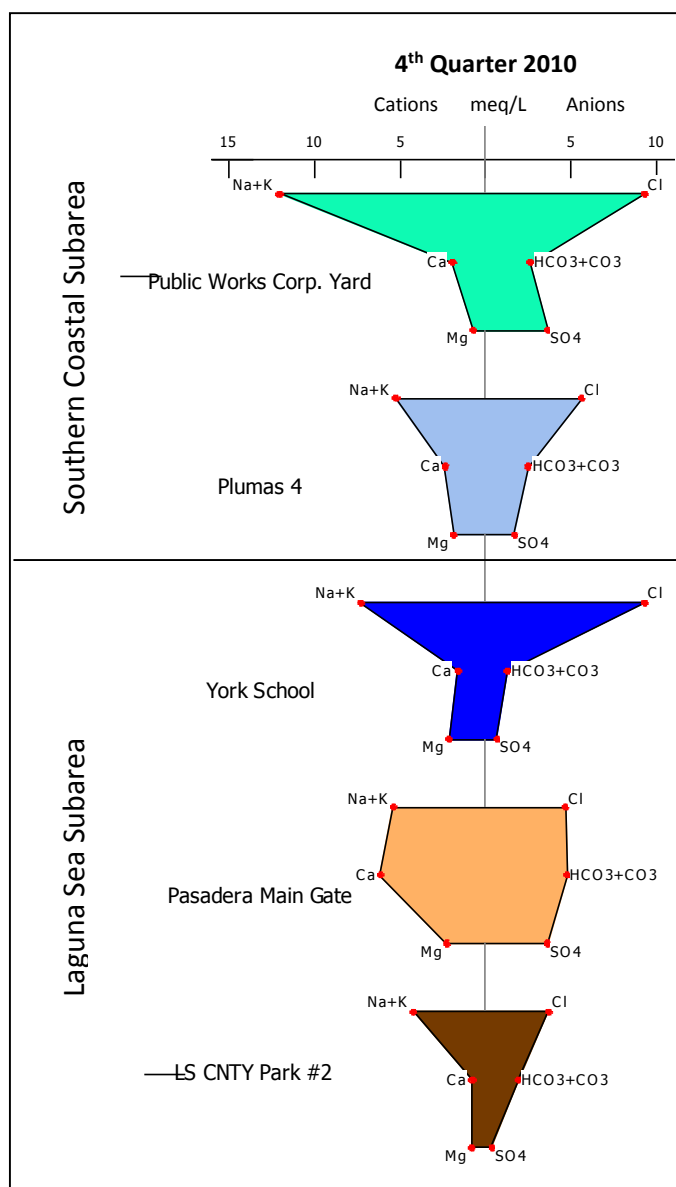 4th Quarter 2010
Cations meq/L Anions
15 10 5 5 10
Southern Coastal Subarea
Na+K Cl
Ca HCO3+CO3
Public Works Corp. Yard
Mg SO4
Na+K Cl
Ca HCO3+CO3
Plumas 4
Mg SO4
Laguna Sea Subarea
Na+K Cl
Ca HCO3+CO3
York School
Mg SO4
Na+K Cl
Ca HCO3+CO3
Pasadera Main Gate
Mg SO4
Na+K Cl
LS CNTY Park #2
Ca HCO3+CO3
Mg SO4